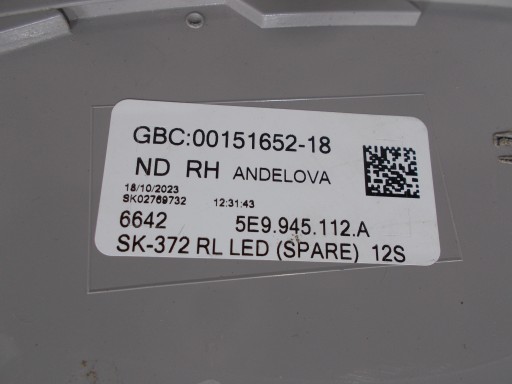 GBC:00151652-18
ND RH ANDELOVA
18/10/2023 12:31:43
SK02769732
6642 5E9.945.112.A
SK-372 RL LED (SPARE) 12S